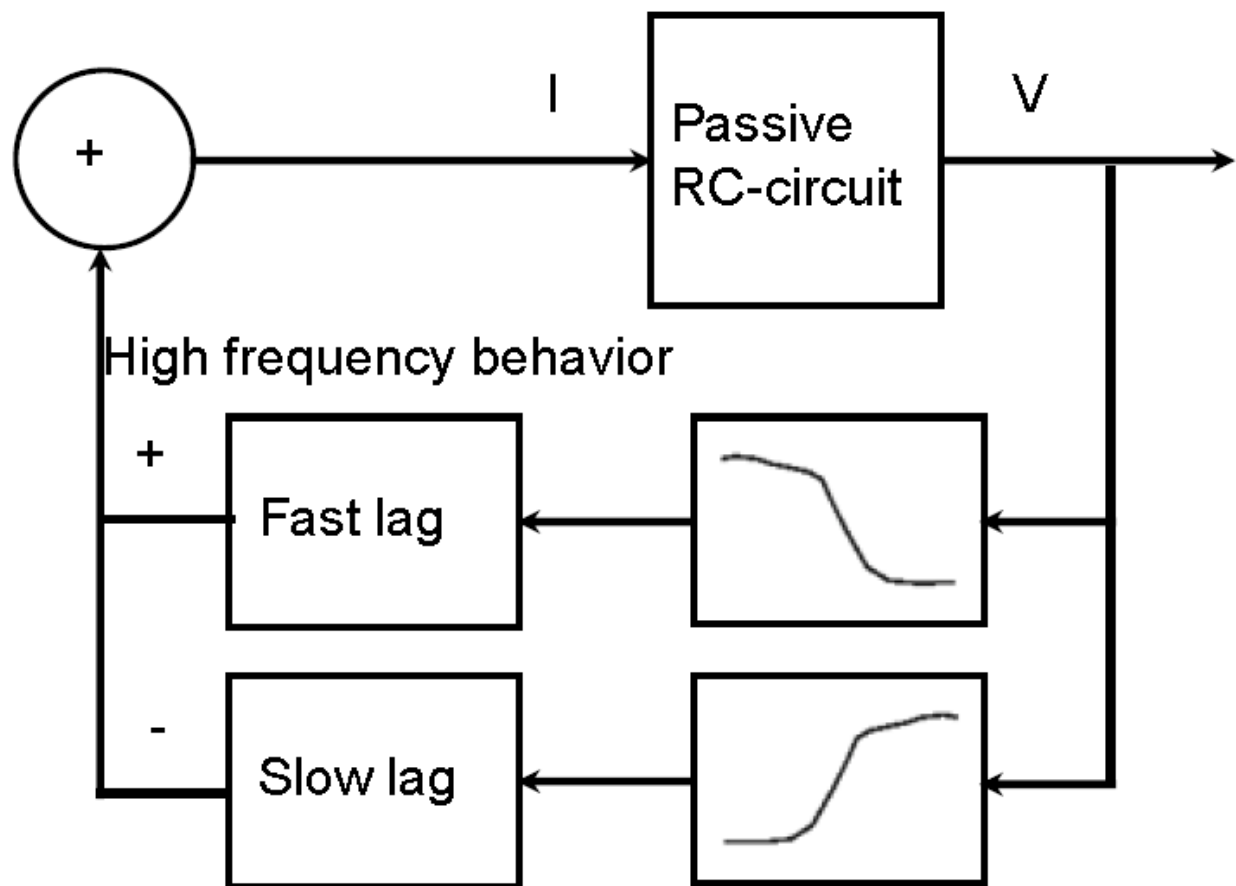 +
I
Passive
RC-circuit
V
High frequency behavior
+
Fast lag
-
Slow lag